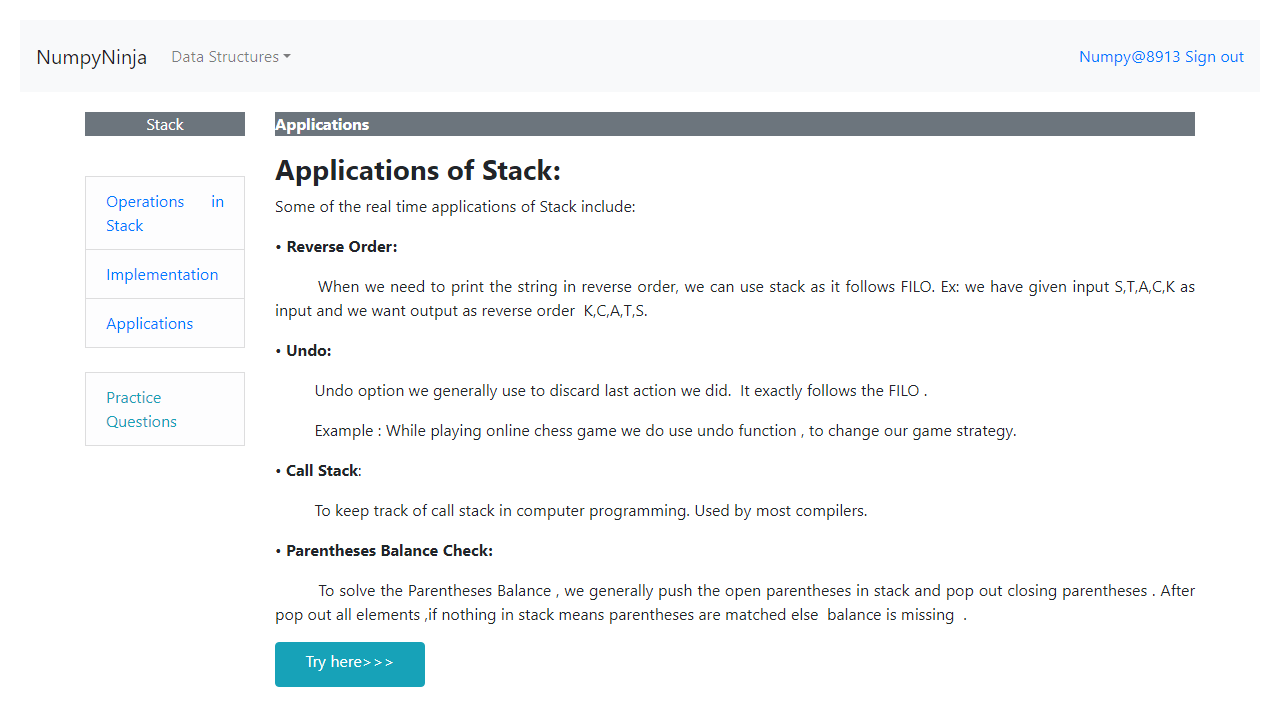 NumpyNinja Data Structures Numpy@8913 Sign out
Stack
Operations in
Stack
Implementation
Applications
Practice
Questions
Applications
Applications of Stack:
Some of the real time applications of Stack include:
• Reverse Order:
When we need to print the string in reverse order, we can use stack as it follows FILO. Ex: we have given input S,T,A,C,K as
input and we want output as reverse order K,C,A,T,S.
• Undo:
Undo option we generally use to discard last action we did. It exactly follows the FILO .
Example : While playing online chess game we do use undo function , to change our game strategy.
• Call Stack:
To keep track of call stack in computer programming. Used by most compilers.
• Parentheses Balance Check:
To solve the Parentheses Balance , we generally push the open parentheses in stack and pop out closing parentheses . After
pop out all elements ,if nothing in stack means parentheses are matched else balance is missing .
Try here>>>